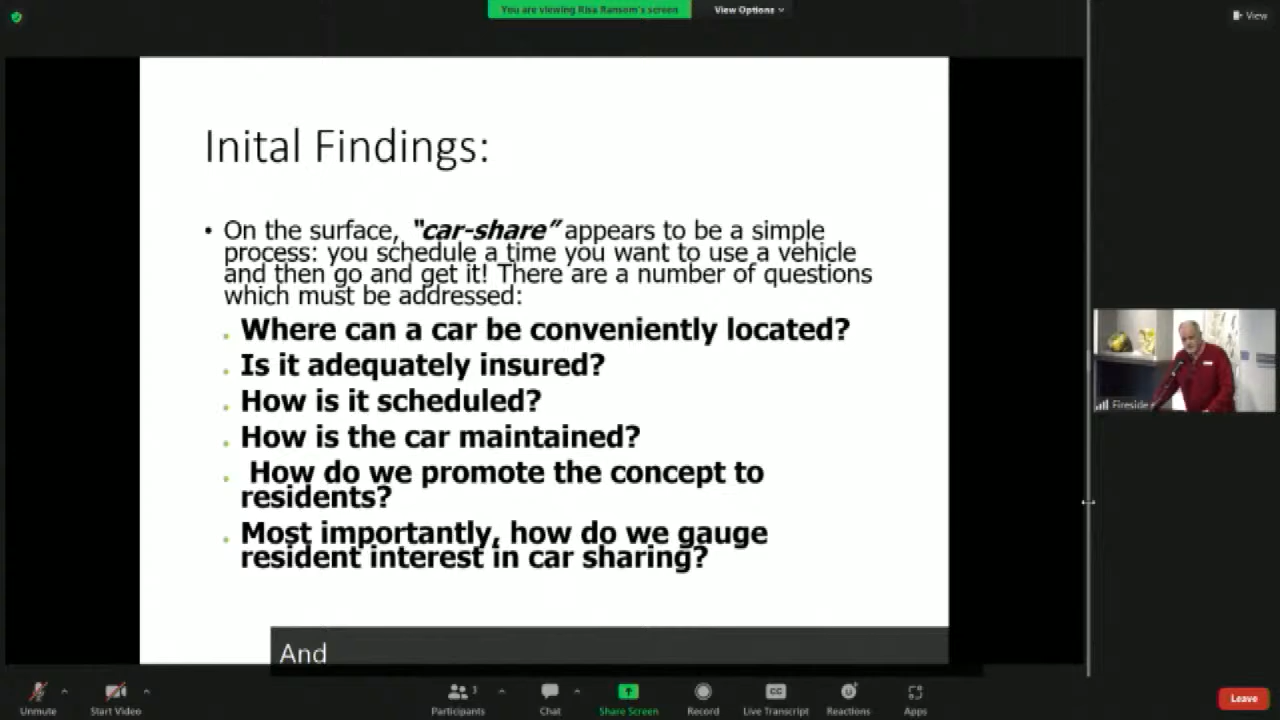 You are viewing Risa Ransom's screen
View Options
View
Inital Findings:
• On the surface, "car-share" appears to be a simple
process: you schedule a time you want to use a vehicle
and then go and get it! There are a number of questions
which must be addressed:
• Where can a car be conveniently located?
• Is it adequately insured?
• How is it scheduled?
• How is the car maintained?
• How do we promote the concept to
residents?
• Most importantly, how do we gauge
resident interest in car sharing?
Fireside
And
Unmute
Start Video
Participants
3
Chat
Share Screen
Record
CC
Live Transcript
Reactions
Apps
Leave